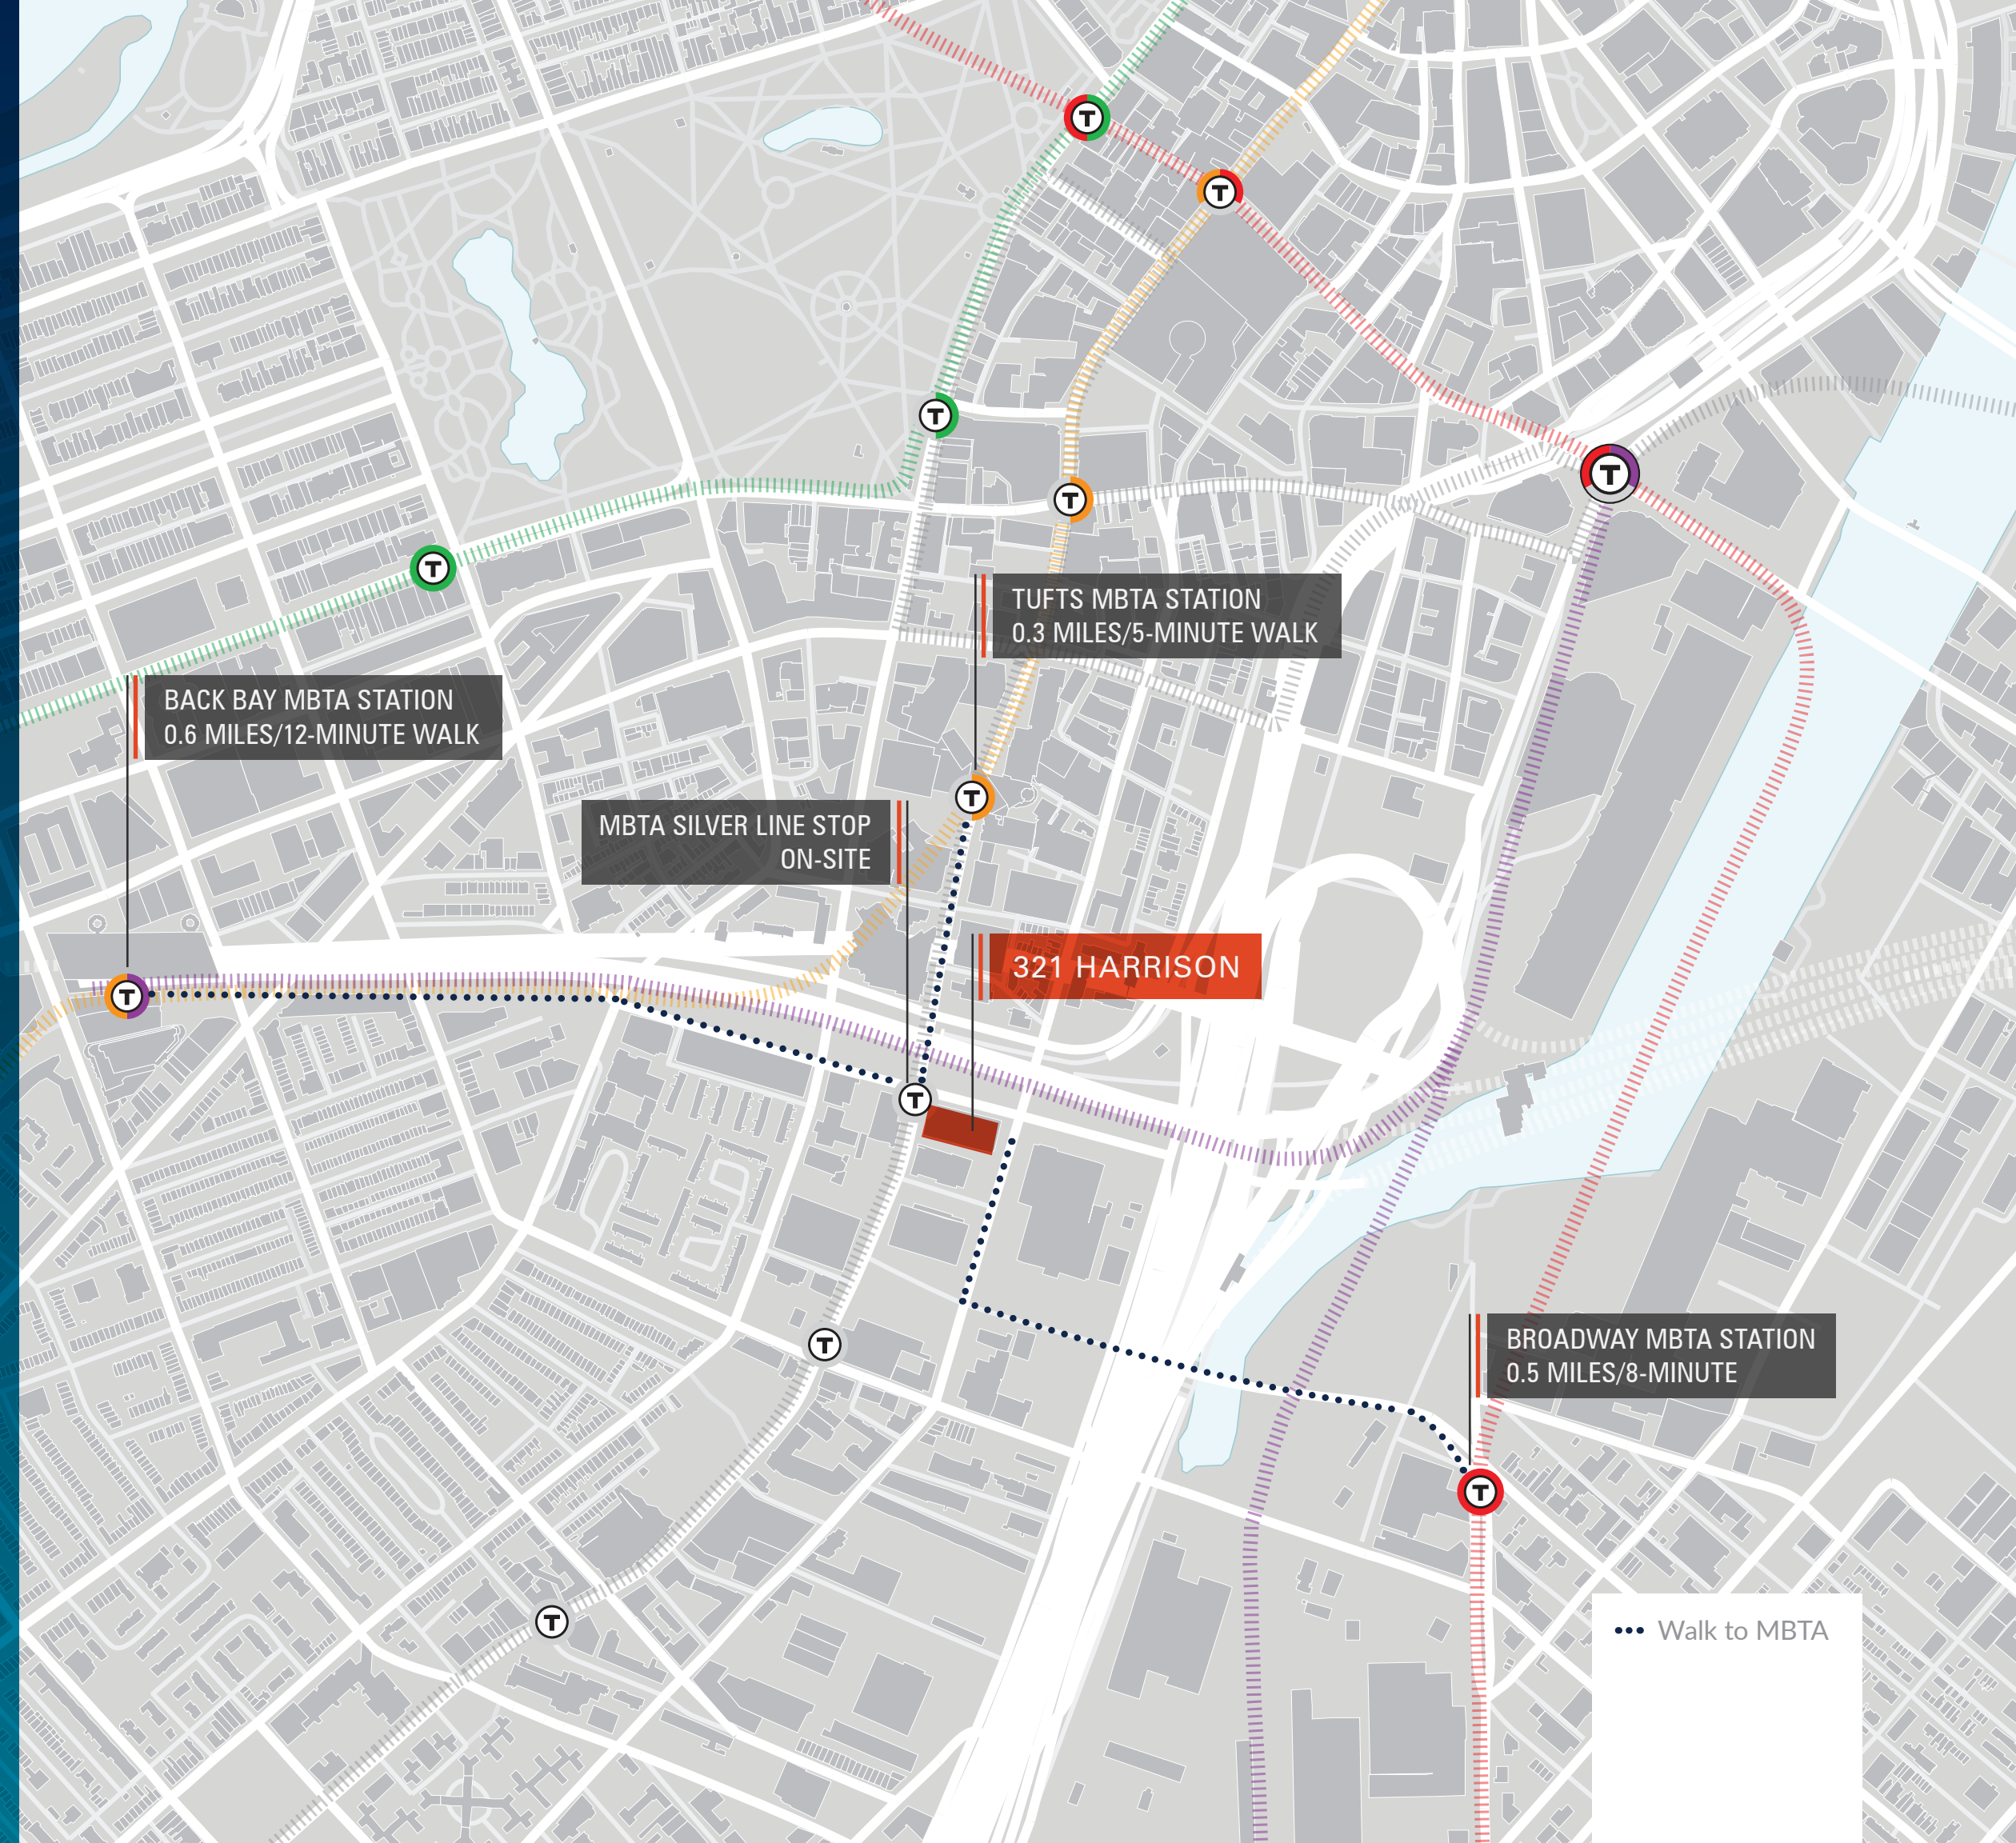 T
T
T
T
T
T
TUFTS MBTA STATION
0.3 MILES/5-MINUTE WALK
BACK BAY MBTA STATION
0.6 MILES/12-MINUTE WALK
T
MBTA SILVER LINE STOP
ON-SITE
321 HARRISON
T
T
BROADWAY MBTA STATION
0.5 MILES/8-MINUTE
T
T
T
Walk to MBTA